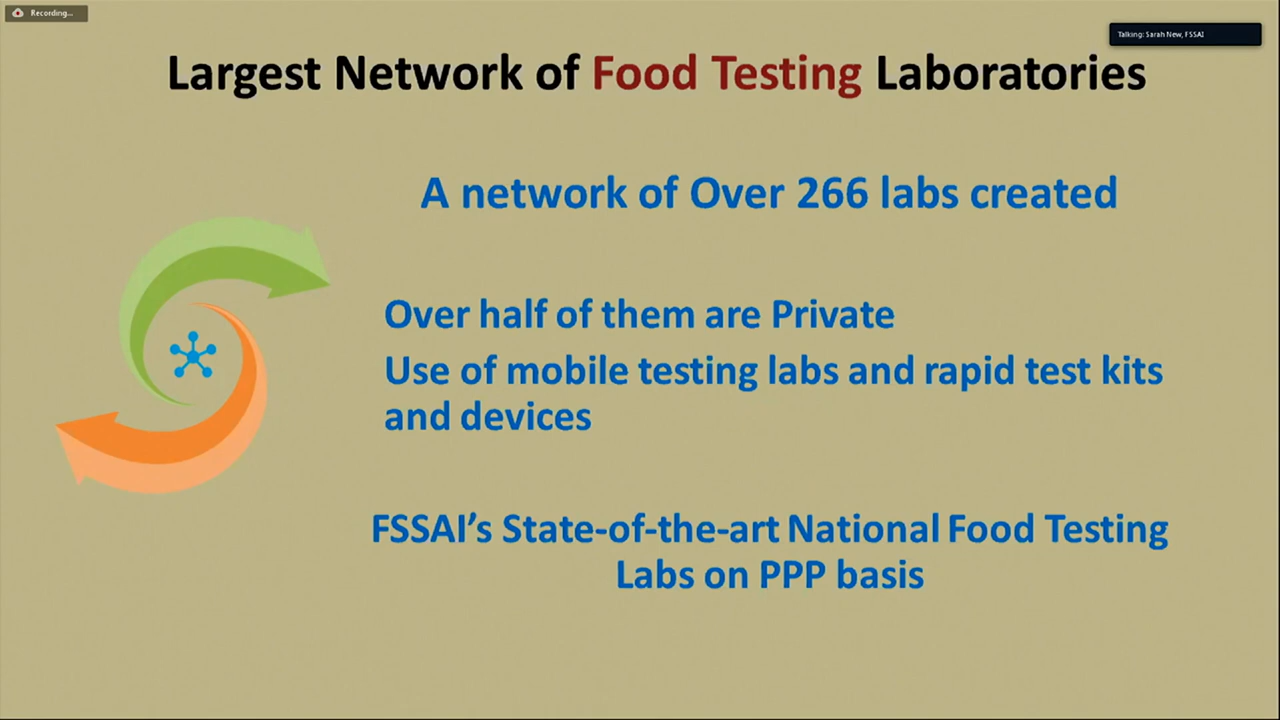 Recording...
Talking: Sarah New, FSSAI
Largest Network of Food Testing Laboratories
A network of Over 266 labs created
Over half of them are Private
Use of mobile testing labs and rapid test kits
and devices
FSSAI's State-of-the-art National Food Testing
Labs on PPP basis